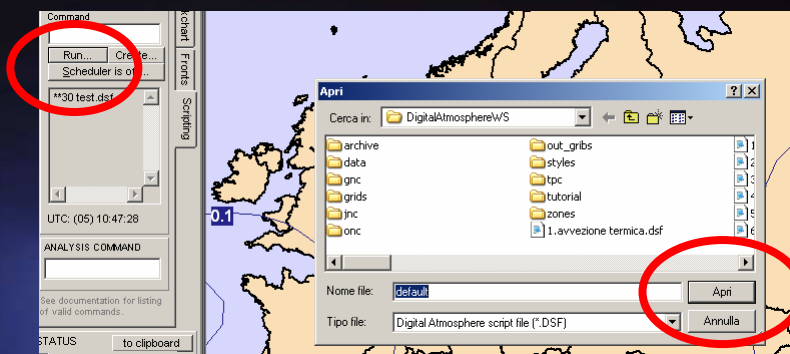 Command
Run...
Create...
Scheduler is of...
**30 test.dsf
UTC: (05) 10:47:28
ANALYSIS COMMAND
See documentation for listing
of valid commands.
STATUS
to clipboard
Fronts
Scripting
0.1
Apri
Cerca in:
DigitalAtmosphereWS
archive
data
gnc
grids
jnc
onc
out_gribs
styles
tpc
tutorial
zones
1.avvezione termica.dsf
Nome file:
default
Apri
Tipo file:
Digital Atmosphere script file (*.DSF)
Annulla